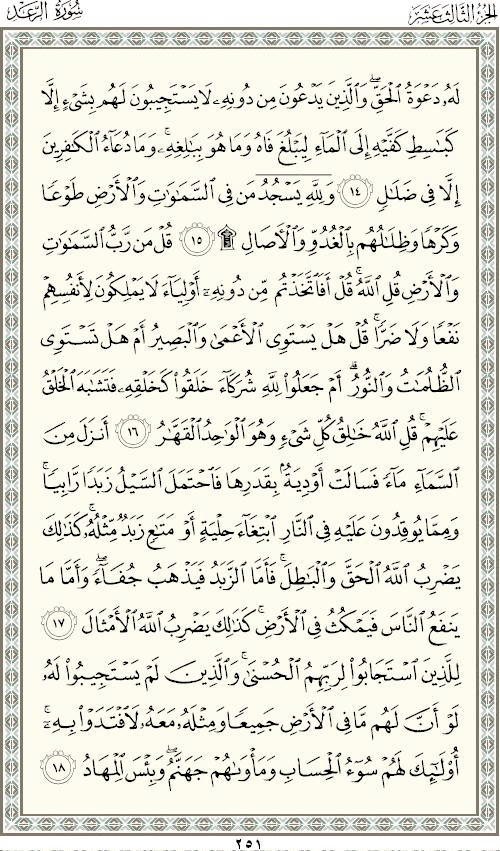 الجزء الثالث عشر
سورة الرعد
لَهُۥ دَعْوَةُ ٱلْحَقِّ ۖ وَٱلَّذِينَ يَدْعُونَ مِن دُونِهِۦ لَا يَسْتَجِيبُونَ لَهُم بِشَىْءٍ إِلَّا
كَبَٰسِطِ كَفَّيْهِ إِلَى ٱلْمَآءِ لِيَبْلُغَ فَاهُ وَمَا هُوَ بِبَٰلِغِهِۦ ۚ وَمَا دُعَآءُ ٱلْكَٰفِرِينَ
إِلَّا فِى ضَلَٰلٍ ١٤ وَلِلَّهِ يَسْجُدُ مَن فِى ٱلسَّمَٰوَٰتِ وَٱلْأَرْضِ طَوْعًا
وَكَرْهًا وَظِلَٰلُهُم بِٱلْغُدُوِّ وَٱلْءَاصَالِ ۩ ١٥ قُلْ مَن رَّبُّ ٱلسَّمَٰوَٰتِ
وَٱلْأَرْضِ قُلِ ٱللَّهُ ۚ قُلْ أَفَٱتَّخَذْتُم مِّن دُونِهِۦٓ أَوْلِيَآءَ لَا يَمْلِكُونَ لِأَنفُسِهِمْ
نَفْعًا وَلَا ضَرًّا ۚ قُلْ هَلْ يَسْتَوِى ٱلْأَعْمَىٰ وَٱلْبَصِيرُ أَمْ هَلْ تَسْتَوِى
ٱلظُّلُمَٰتُ وَٱلنُّورُ ۗ أَمْ جَعَلُوا۟ لِلَّهِ شُرَكَآءَ خَلَقُوا۟ كَخَلْقِهِۦ فَتَشَٰبَهَ ٱلْخَلْقُ
عَلَيْهِمْ ۚ قُلِ ٱللَّهُ خَٰلِقُ كُلِّ شَىْءٍ وَهُوَ ٱلْوَٰحِدُ ٱلْقَهَّٰرُ ١٦ أَنزَلَ مِنَ
ٱلسَّمَآءِ مَآءً فَسَالَتْ أَوْدِيَةٌۢ بِقَدَرِهَا فَٱحْتَمَلَ ٱلسَّيْلُ زَبَدًا رَّابِيًا ۚ
وَمِمَّا يُوقِدُونَ عَلَيْهِ فِى ٱلنَّارِ ٱبْتِغَآءَ حِلْيَةٍ أَوْ مَتَٰعٍ زَبَدٌ مِّثْلُهُۥ ۚ كَذَٰلِكَ
يَضْرِبُ ٱللَّهُ ٱلْحَقَّ وَٱلْبَٰطِلَ ۚ فَأَمَّا ٱلزَّبَدُ فَيَذْهَبُ جُفَآءً ۖ وَأَمَّا مَا
يَنفَعُ ٱلنَّاسَ فَيَمْكُثُ فِى ٱلْأَرْضِ ۚ كَذَٰلِكَ يَضْرِبُ ٱللَّهُ ٱلْأَمْثَالَ ١٧
لِلَّذِينَ ٱسْتَجَابُوا۟ لِرَبِّهِمُ ٱلْحُسْنَىٰ ۚ وَٱلَّذِينَ لَمْ يَسْتَجِيبُوا۟ لَهُۥ
لَوْ أَنَّ لَهُم مَّا فِى ٱلْأَرْضِ جَمِيعًا وَمِثْلَهُۥ مَعَهُۥ لَٱفْتَدَوْا۟ بِهِۦٓ ۚ
أُو۟لَٰٓئِكَ لَهُمْ سُوٓءُ ٱلْحِسَابِ وَمَأْوَىٰهُمْ جَهَنَّمُ ۖ وَبِئْسَ ٱلْمِهَادُ ١٨
٢٥١